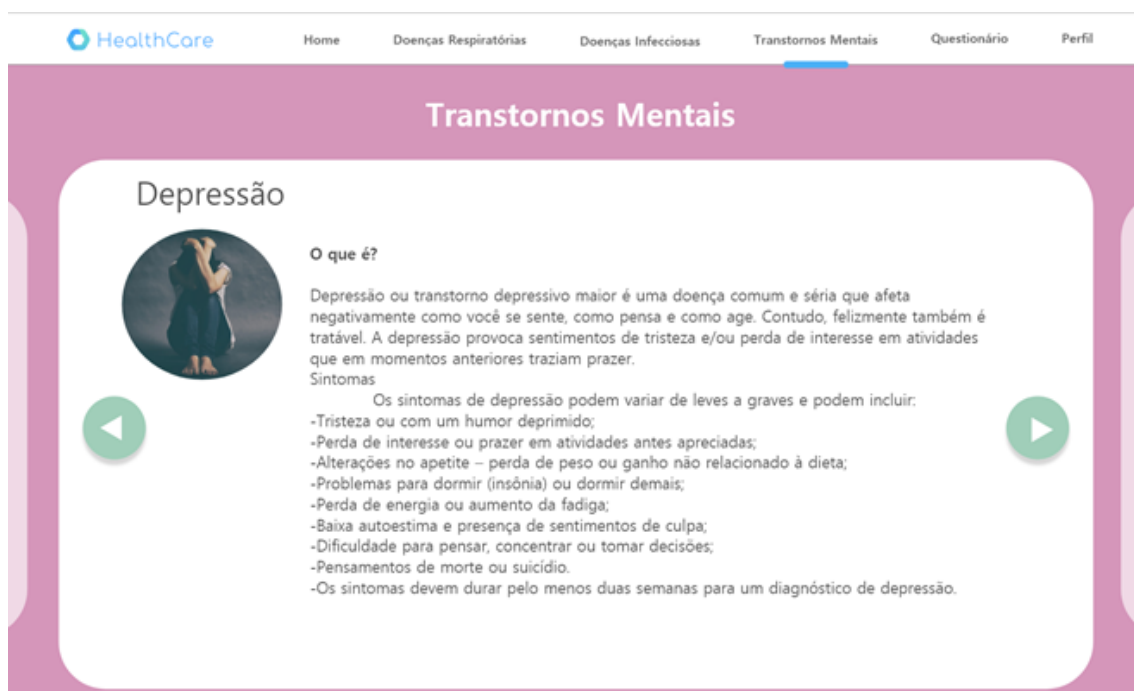 HealthCare
Home
Doenças Respiratórias
Doenças Infecciosas
Transtornos Mentais
Questionário
Perfil
Transtornos Mentais
Depressão
O que é?
Depressão ou transtorno depressivo maior é uma doença comum e séria que afeta
negativamente como você se sente, como pensa e como age. Contudo, felizmente também é
tratável. A depressão provoca sentimentos de tristeza e/ou perda de interesse em atividades
que em momentos anteriores traziam prazer.
Sintomas
Os sintomas de depressão podem variar de leves a graves e podem incluir:
-Tristeza ou com um humor deprimido;
-Perda de interesse ou prazer em atividades antes apreciadas;
-Alterações no apetite – perda de peso ou ganho não relacionado à dieta;
-Problemas para dormir (insônia) ou dormir demais;
-Perda de energia ou aumento da fadiga;
-Baixa autoestima e presença de sentimentos de culpa;
-Dificuldade para pensar, concentrar ou tomar decisões;
-Pensamentos de morte ou suicídio.
-Os sintomas devem durar pelo menos duas semanas para um diagnóstico de depressão.